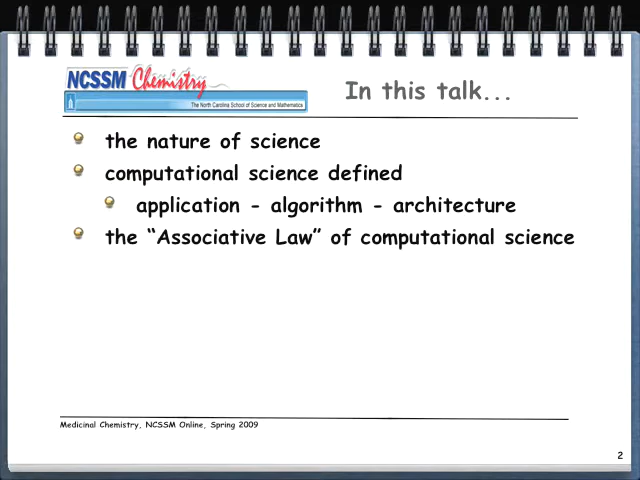 NCSSM Chemistry
The North Carolina School of Science and Mathematics
In this talk...
the nature of science
computational science defined
application - algorithm - architecture
the “Associative Law” of computational science
Medicinal Chemistry, NCSSM Online, Spring 2009
2